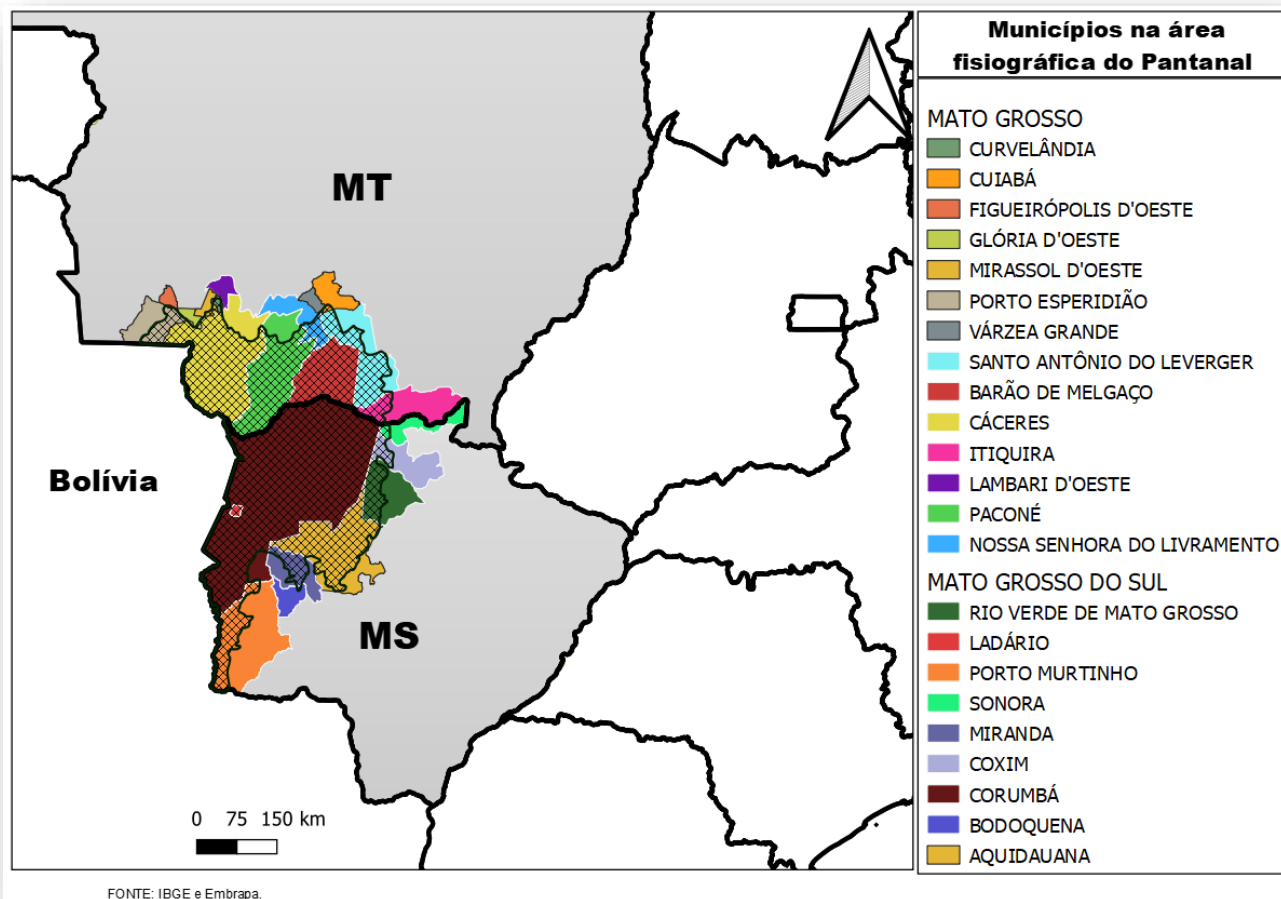 Municípios na área
fisiográfica do Pantanal
MATO GROSSO
CURVELÂNDIA
CUIABÁ
FIGUEIRÓPOLIS D'OESTE
GLÓRIA D'OESTE
MIRASSOL D'OESTE
PORTO ESPERIDIÃO
VÁRZEA GRANDE
SANTO ANTÔNIO DO LEVERGER
BARÃO DE MELGAÇO
CÁCERES
ITIQUIRA
LAMBARI D'OESTE
PACONÉ
NOSSA SENHORA DO LIVRAMENTO
MATO GROSSO DO SUL
RIO VERDE DE MATO GROSSO
LADÁRIO
PORTO MURTINHO
SONORA
MIRANDA
COXIM
CORUMBÁ
BODOQUENA
AQUIDAUANA
MT
Bolívia
MS
0 75 150 km
FONTE: IBGE e Embrapa.